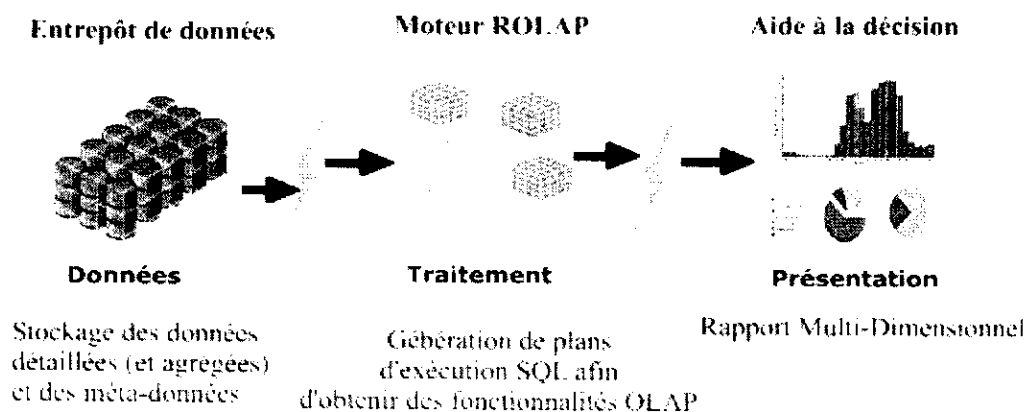 Entrepôt de données
Moteur ROLAP
Aide à la décision
Données
Traitement
Présentation
Stockage des données
détaillées (et agrégées)
et des méta-données
Gébération de plans
d'exécution SQL afin
d'obtenir des fonctionnalités OLAP
Rapport Multi-Dimensionnel